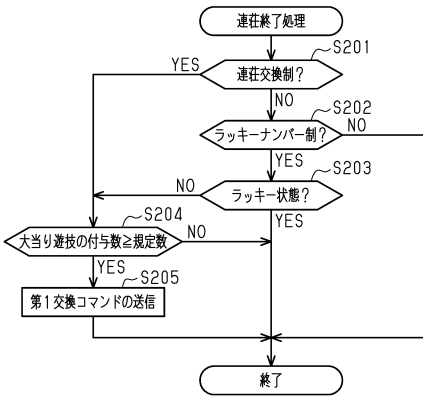 連荘終了処理
S201
連荘交換制?
YES
NO
S202
ラッキーナンバー制?
NO
YES
S203
ラッキー状態?
NO
YES
S204
大当り遊技の付与数≧規定数
NO
YES
S205
第1交換コマンドの送信
終了